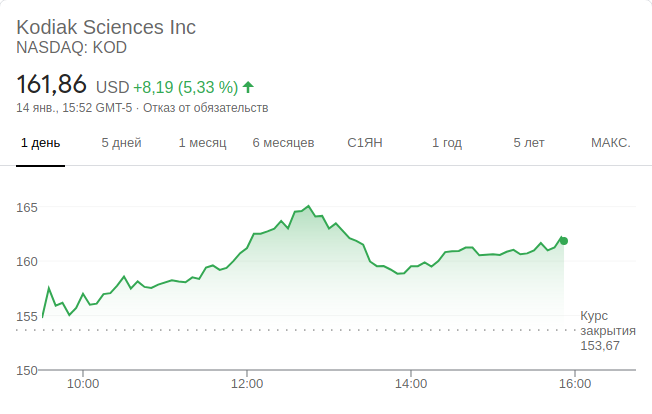 Kodiak Sciences Inc
NASDAQ: KOD
161,86 USD +8,19 (5,33 %)
14 янв., 15:52 GMT-5 · Отказ от обязательств
1 день 5 дней 1 месяц 6 месяцев С1ЯН 1 год 5 лет МАКС.
165
160
155
Курс
закрытия
153,67
150
10:00 12:00 14:00 16:00